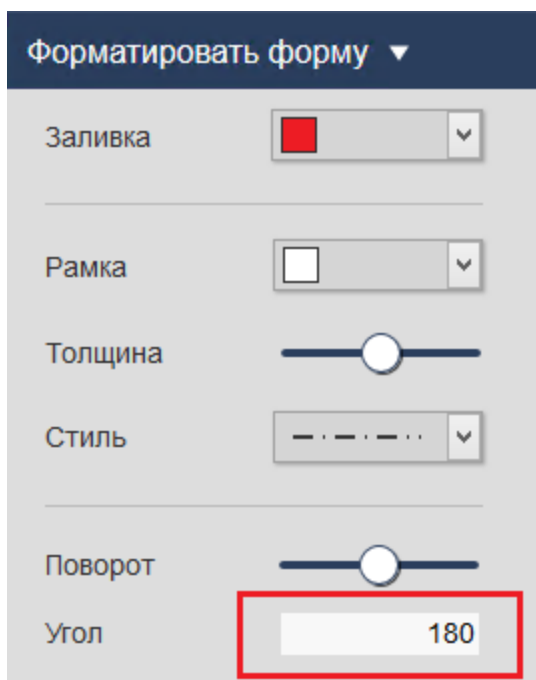 Форматировать форму
Заливка
Рамка
Толщина
Стиль
Поворот
Угол 180